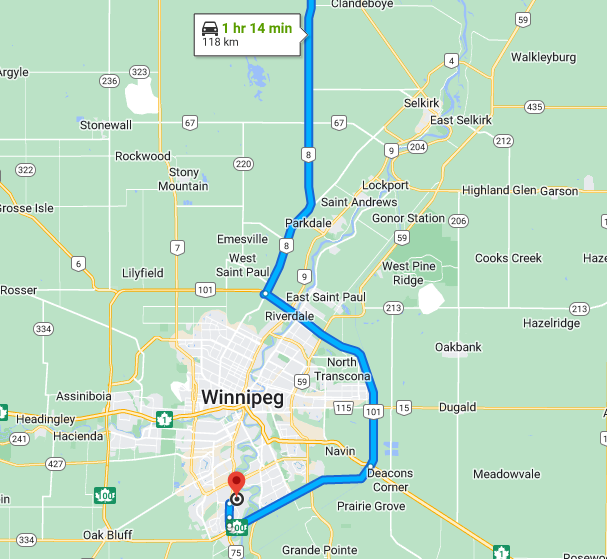 Clandeboye
1 hr 14 min
118 km
59
Walkleyburg
4
Argyle
323
236
Selkirk
435
Stonewall
67
67
East Selkirk
212
Rockwood
8
9
204
220
322
Stony
Mountain
Lockport
Highland Glen
Garson
Saint Andrews
Grosse Isle
Parkdale
Gonor Station
206
Emesville
8
59
7
West
Saint Paul
6
Lilyfield
9
West Pine
Ridge
Cooks Creek
Haze
Rosser
101
East Saint Paul
213
213
Riverdale
Hazelridge
334
Oakbank
North
Transcona
59
Assiniboia
Winnipeg
115
101
15
Dugald
Headingley
1
241
Hacienda
Navin
427
Deacons
Corner
Meadowvale
100
Prairie Grove
334
Oak Bluff
100
75
Grande Pointe
1
Rosewo